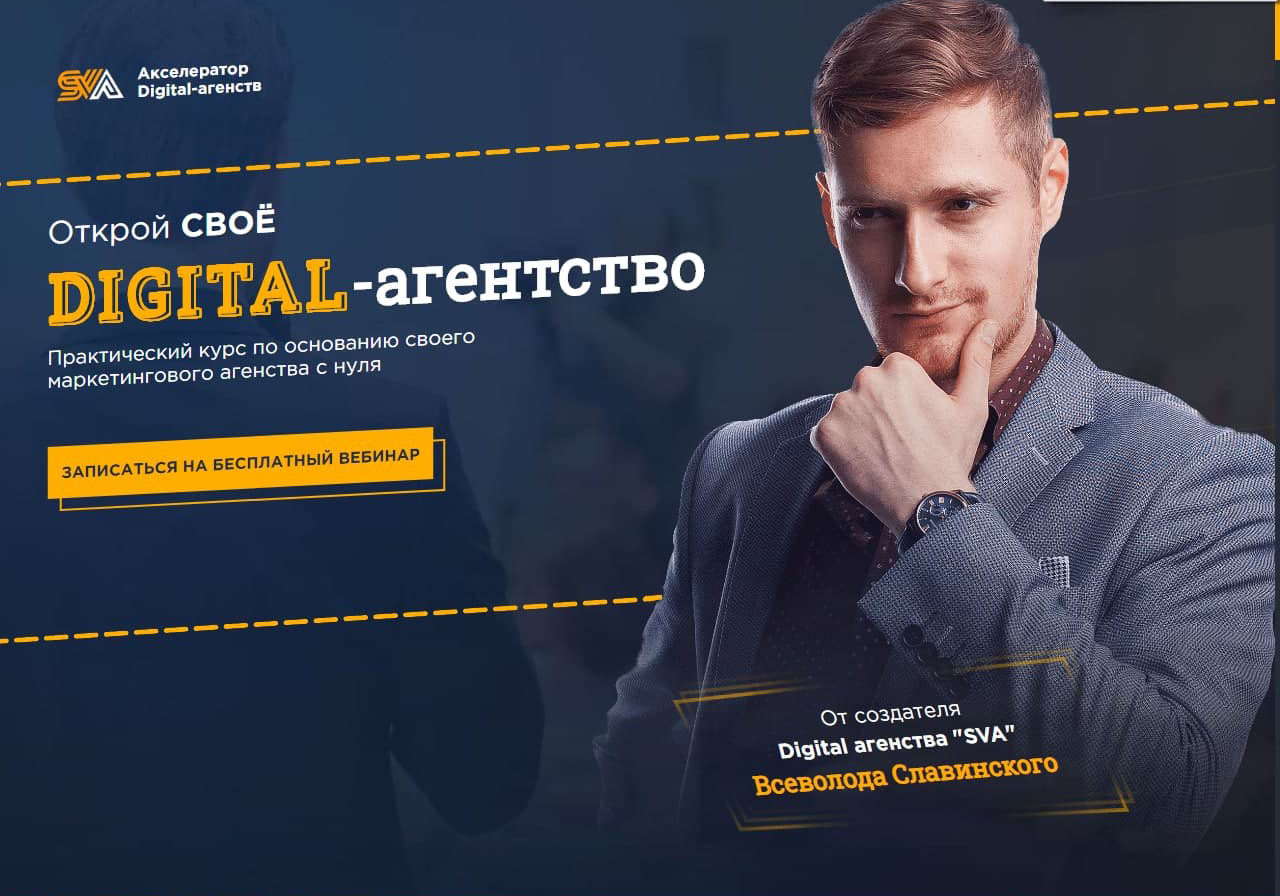 SVA
Акселератор
Digital-агенств
Открой СВОЁ
DIGITAL-агентство
Практический курс по основанию своего
маркетингового агенства с нуля
ЗАПИСАТЬСЯ НА БЕСПЛАТНЫЙ ВЕБИНАР
От создателя
Digital агенства "SVA"
Всеволода Славинского